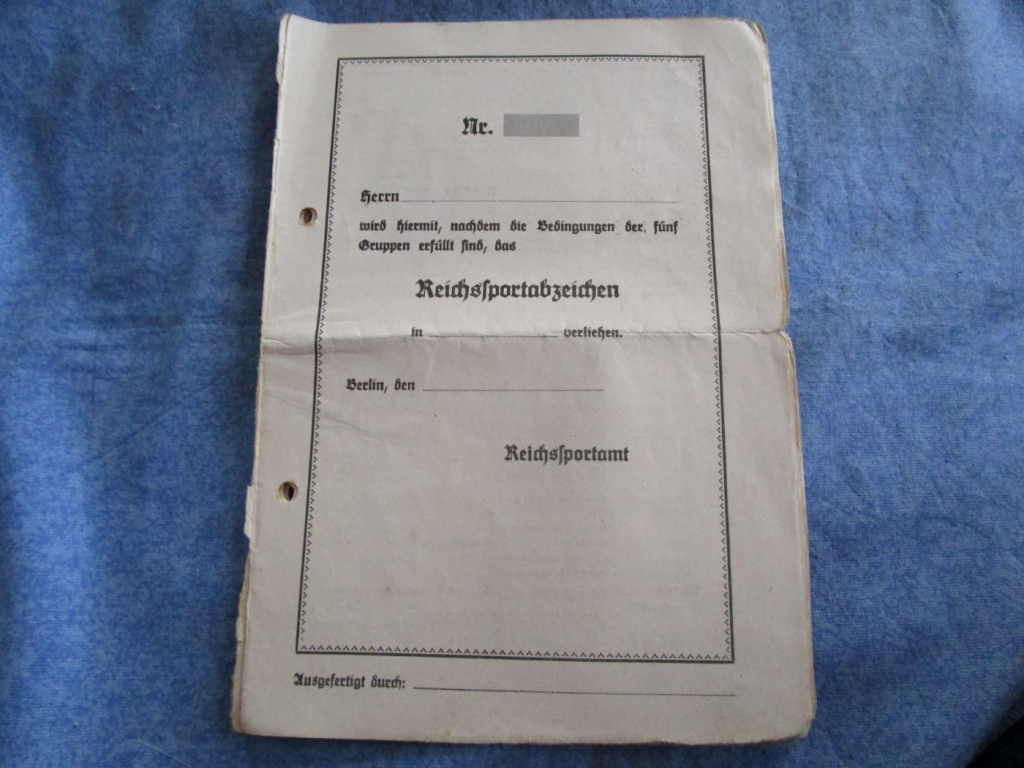 Nr.
Herrn
wird hiermit, nachdem die Bedingungen der fünf
Gruppen erfüllt sind, das
Reichssportabzeichen
in verliehen.
Berlin, den
Reichssportamt
Ausgefertigt durch: